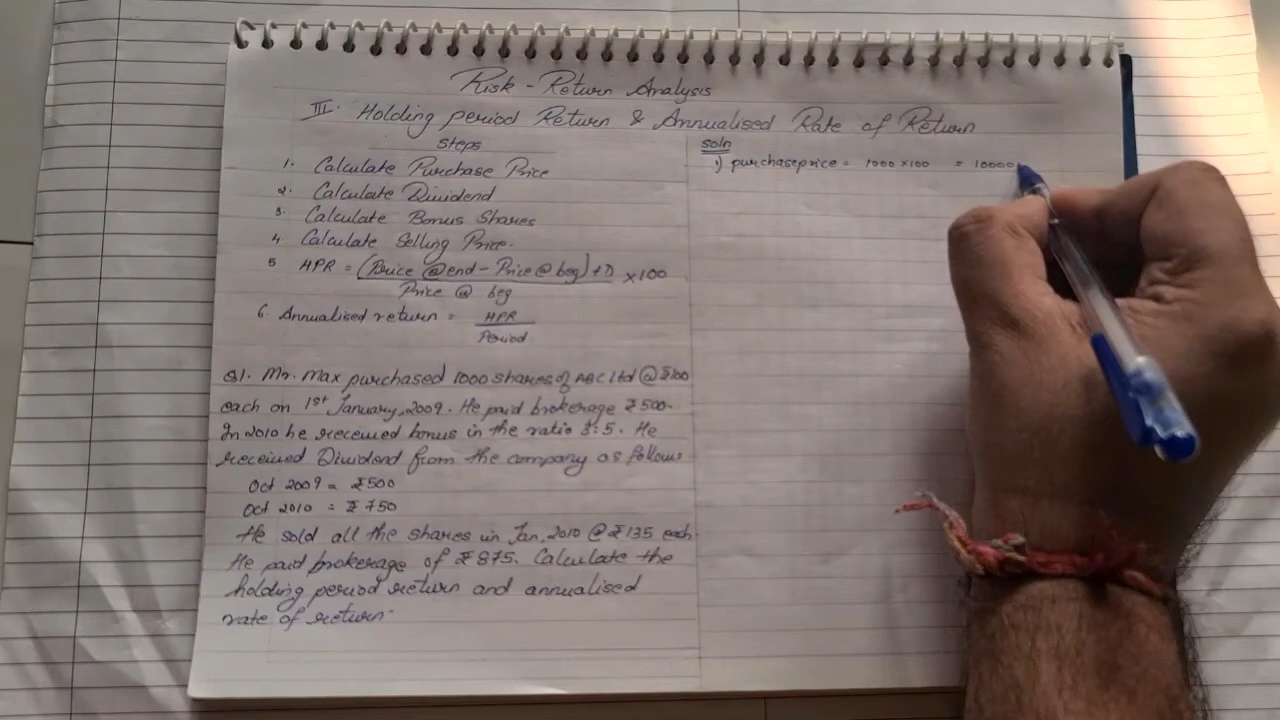 Risk - Return Analysis
III. Holding period Return & Annualised Rate of Return
Steps
1. Calculate Purchase Price
2. Calculate Dividend
3. Calculate Bonus Shares
4. Calculate Selling Price.
5 HPR = (Price @end - Price @ beg) + D × 100
Price @ beg
6. Annualised return = HPR
Period
Q1. Mr. Max purchased 1000 shares of ABC Ltd @ ₹100
each on 1st January, 2009. He paid brokerage ₹500.
In 2010 he received bonus in the ratio 3:5. He
received Dividend from the company as follows
Oct 2009 = ₹500
Oct 2010 = ₹750
He sold all the shares in Jan, 2010 @ ₹135 each.
He paid brokerage of ₹875. Calculate the
holding period return and annualised
rate of return.
soln
1) purchase price = 1000 × 100 = 10000